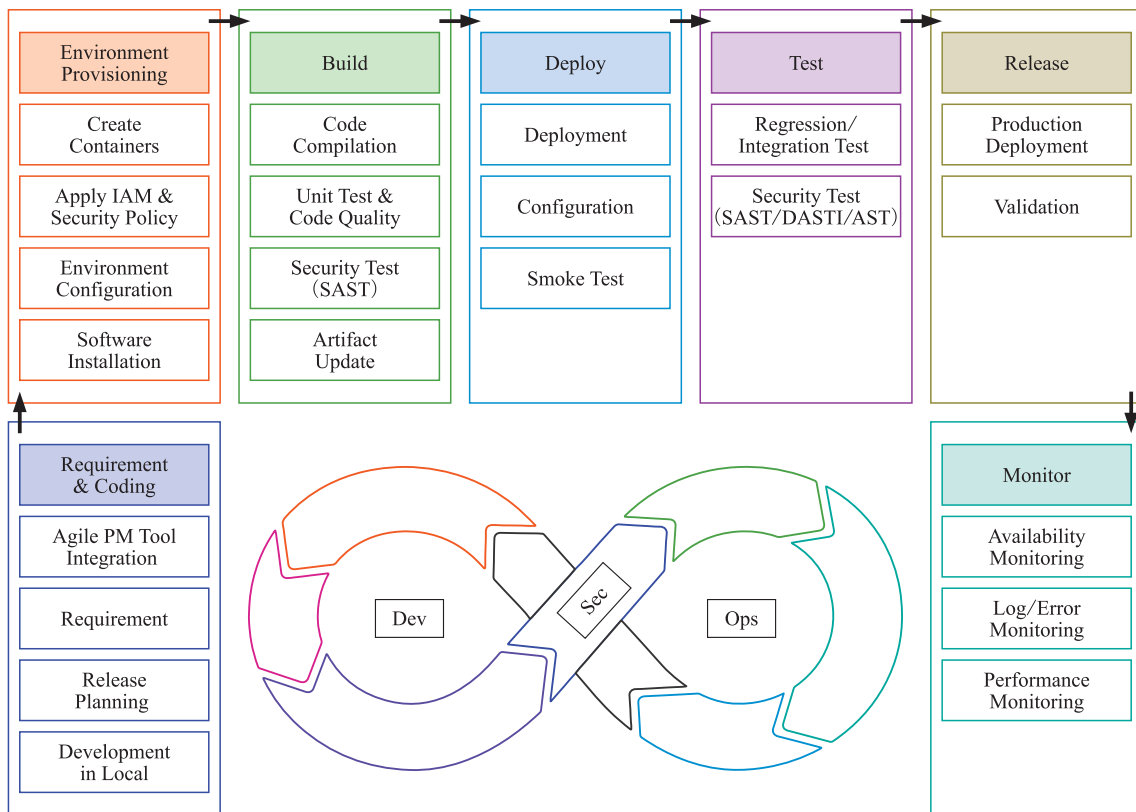 Environment
Provisioning
Create
Containers
Apply IAM &
Security Policy
Environment
Configuration
Software
Installation
Build
Code
Compilation
Unit Test &
Code Quality
Security Test
(SAST)
Artifact
Update
Deploy
Deployment
Configuration
Smoke Test
Test
Regression/
Integration Test
Security Test
(SAST/DASTI/AST)
Release
Production
Deployment
Validation
Requirement
& Coding
Agile PM Tool
Integration
Requirement
Release
Planning
Development
in Local
Dev
Sec
Ops
Monitor
Availability
Monitoring
Log/Error
Monitoring
Performance
Monitoring